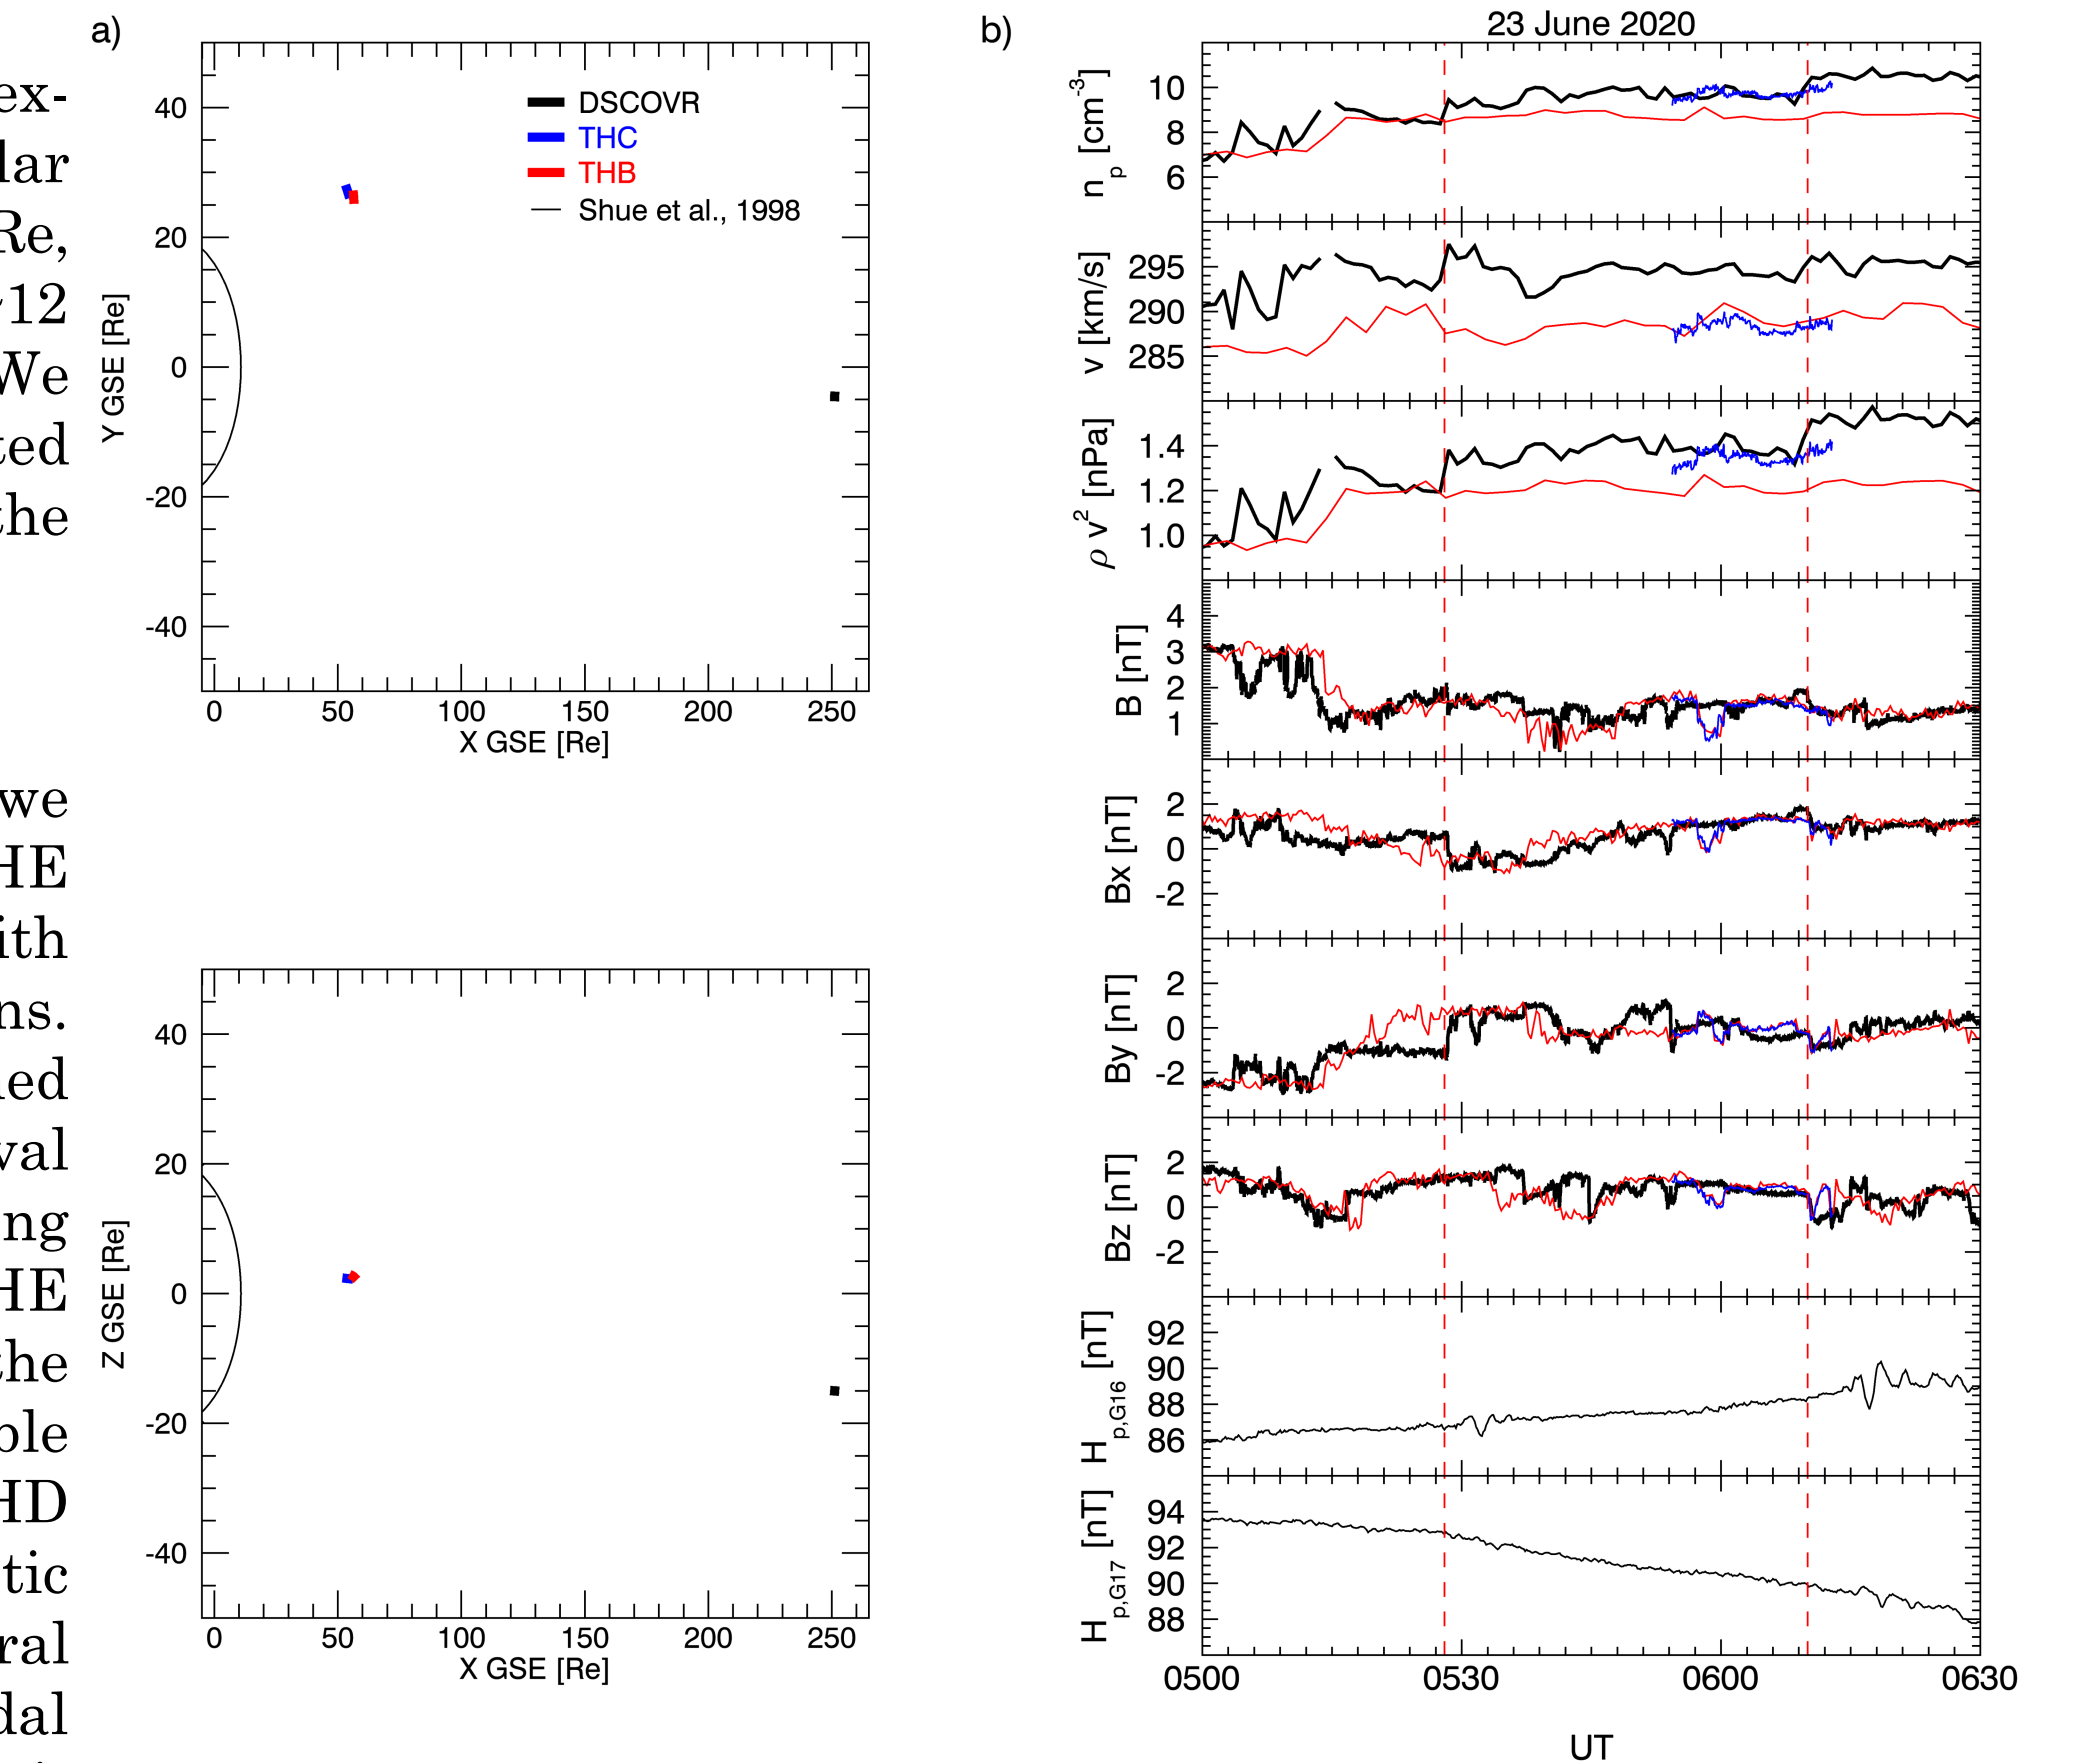 ex-
lar
Re,
12
We
ted
the
we
HE
ith
ns.
ed
val
ng
HE
the
ble
HD
tic
ral
dal
a)
40
20
0
-20
-40
Y GSE [Re]
DSCOVR
THC
THB
Shue et al., 1998
0 50 100 150 200 250
X GSE [Re]
40
20
0
-20
-40
Z GSE [Re]
0 50 100 150 200 250
X GSE [Re]
b)
23 June 2020
np [cm-3]
10
8
6
v [km/s]
295
290
285
ρ v2 [nPa]
1.4
1.2
1.0
B [nT]
4
3
2
1
Bx [nT]
2
0
-2
By [nT]
2
0
-2
Bz [nT]
2
0
-2
Hp,G16 [nT]
92
90
88
86
Hp,G17 [nT]
94
92
90
88
0500 0530 0600 0630
UT